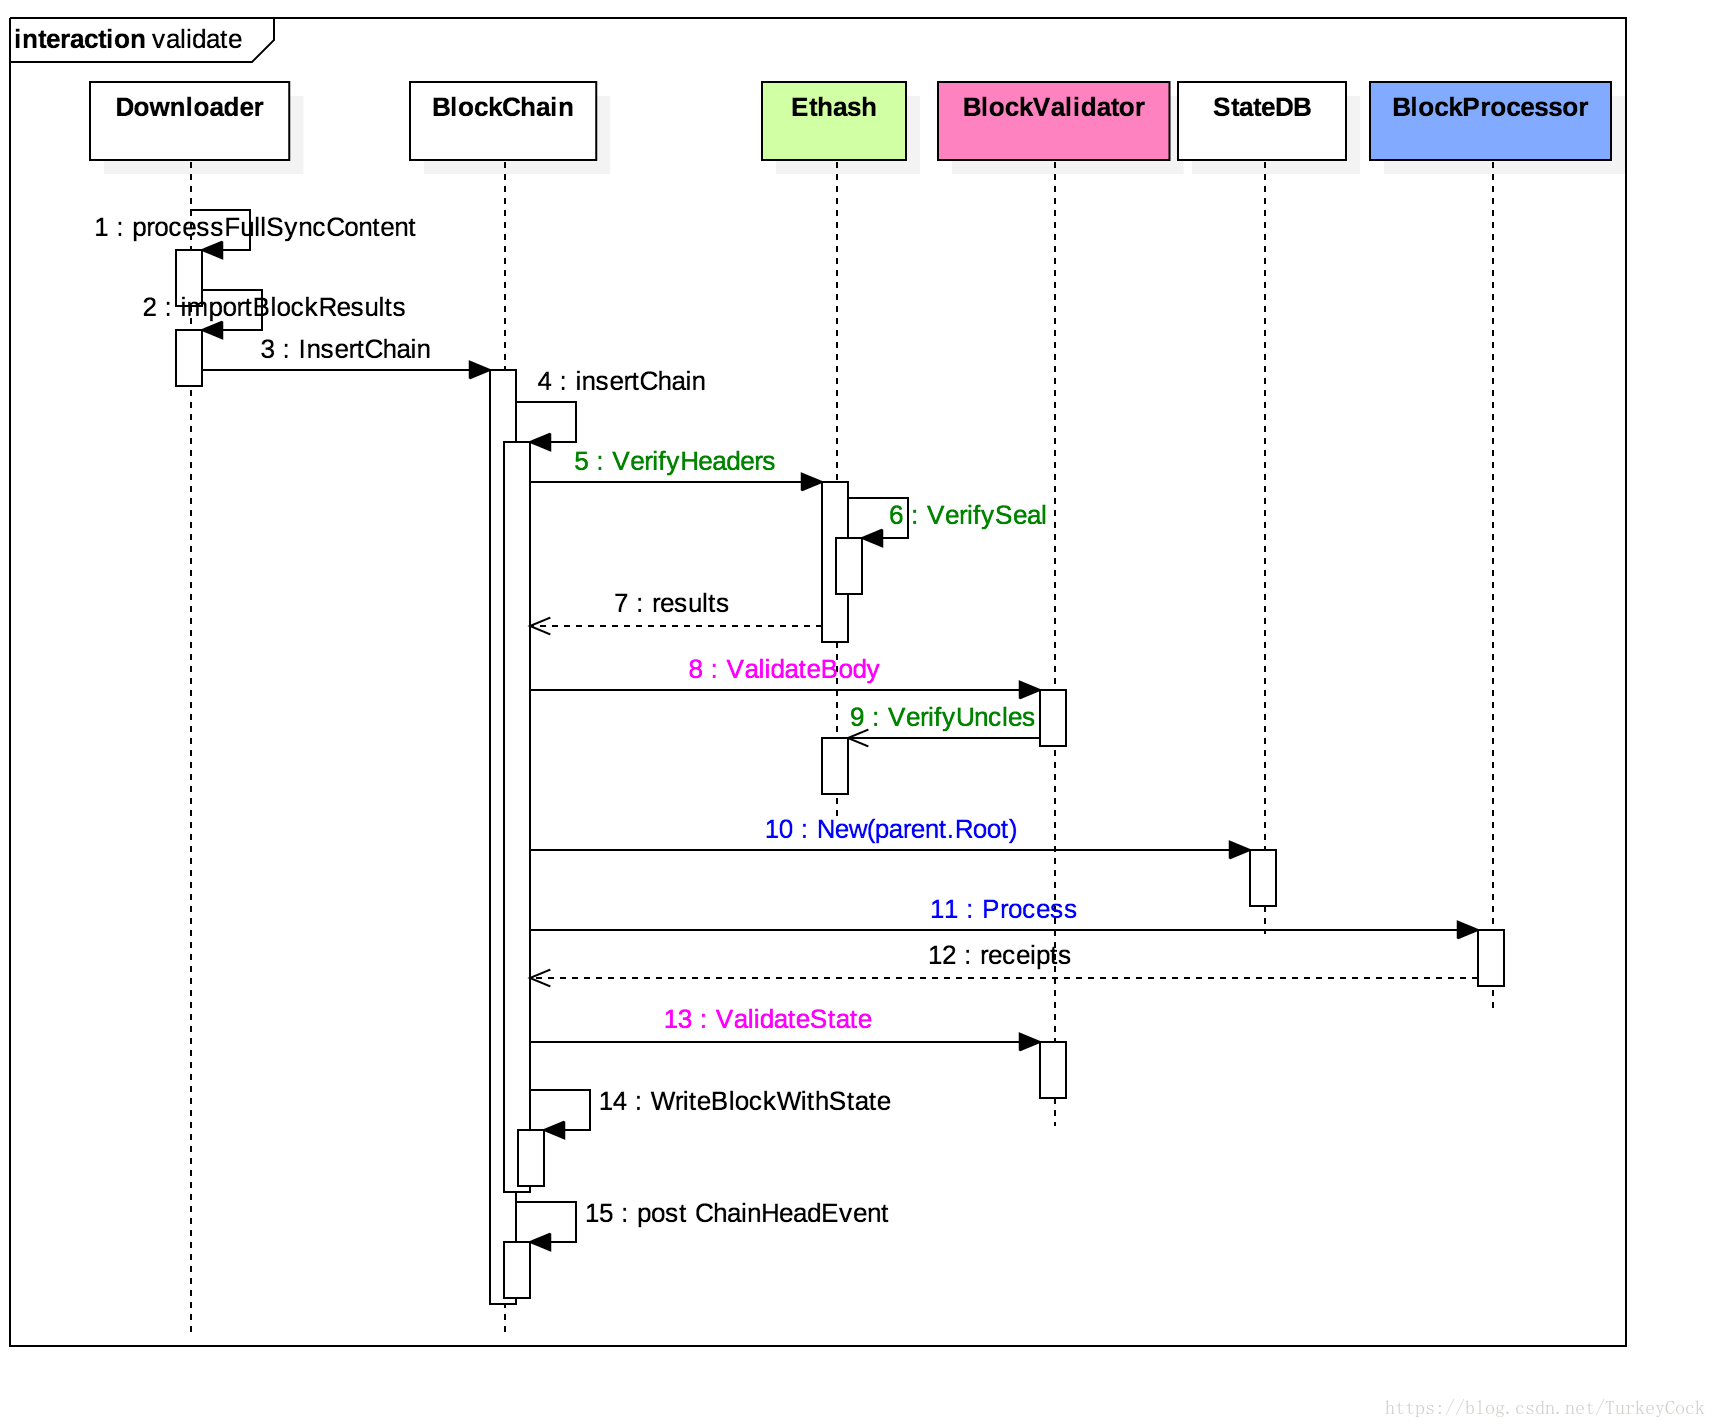 interaction validate
Downloader
BlockChain
Ethash
BlockValidator
StateDB
BlockProcessor
1 : processFullSyncContent
2 : importBlockResults
3 : InsertChain
4 : insertChain
5 : VerifyHeaders
6 : VerifySeal
7 : results
8 : ValidateBody
9 : VerifyUncles
10 : New(parent.Root)
11 : Process
12 : receipts
13 : ValidateState
14 : WriteBlockWithState
15 : post ChainHeadEvent
https://blog.csdn.net/TurkeyCock